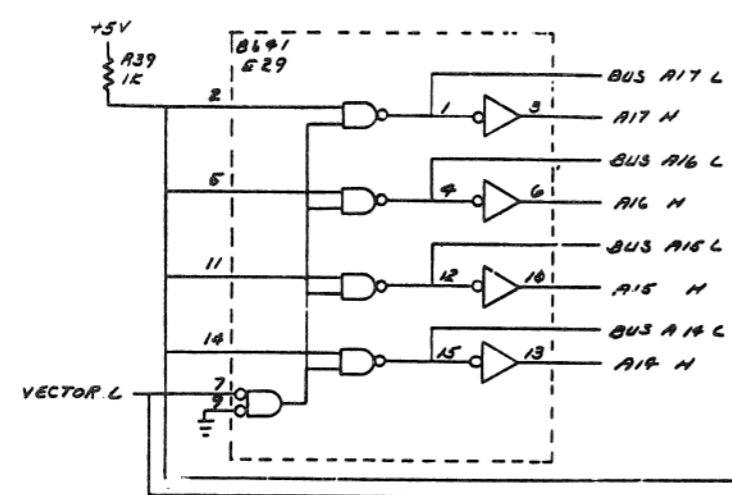 +5V
R39
1K
8641
E29
2
1
3
BUS A17 L
A17 H
5
4
6
BUS A16 L
A16 H
11
12
14
BUS A15 L
A15 H
14
15
13
BUS A14 L
A14 H
VECTOR L
7
9